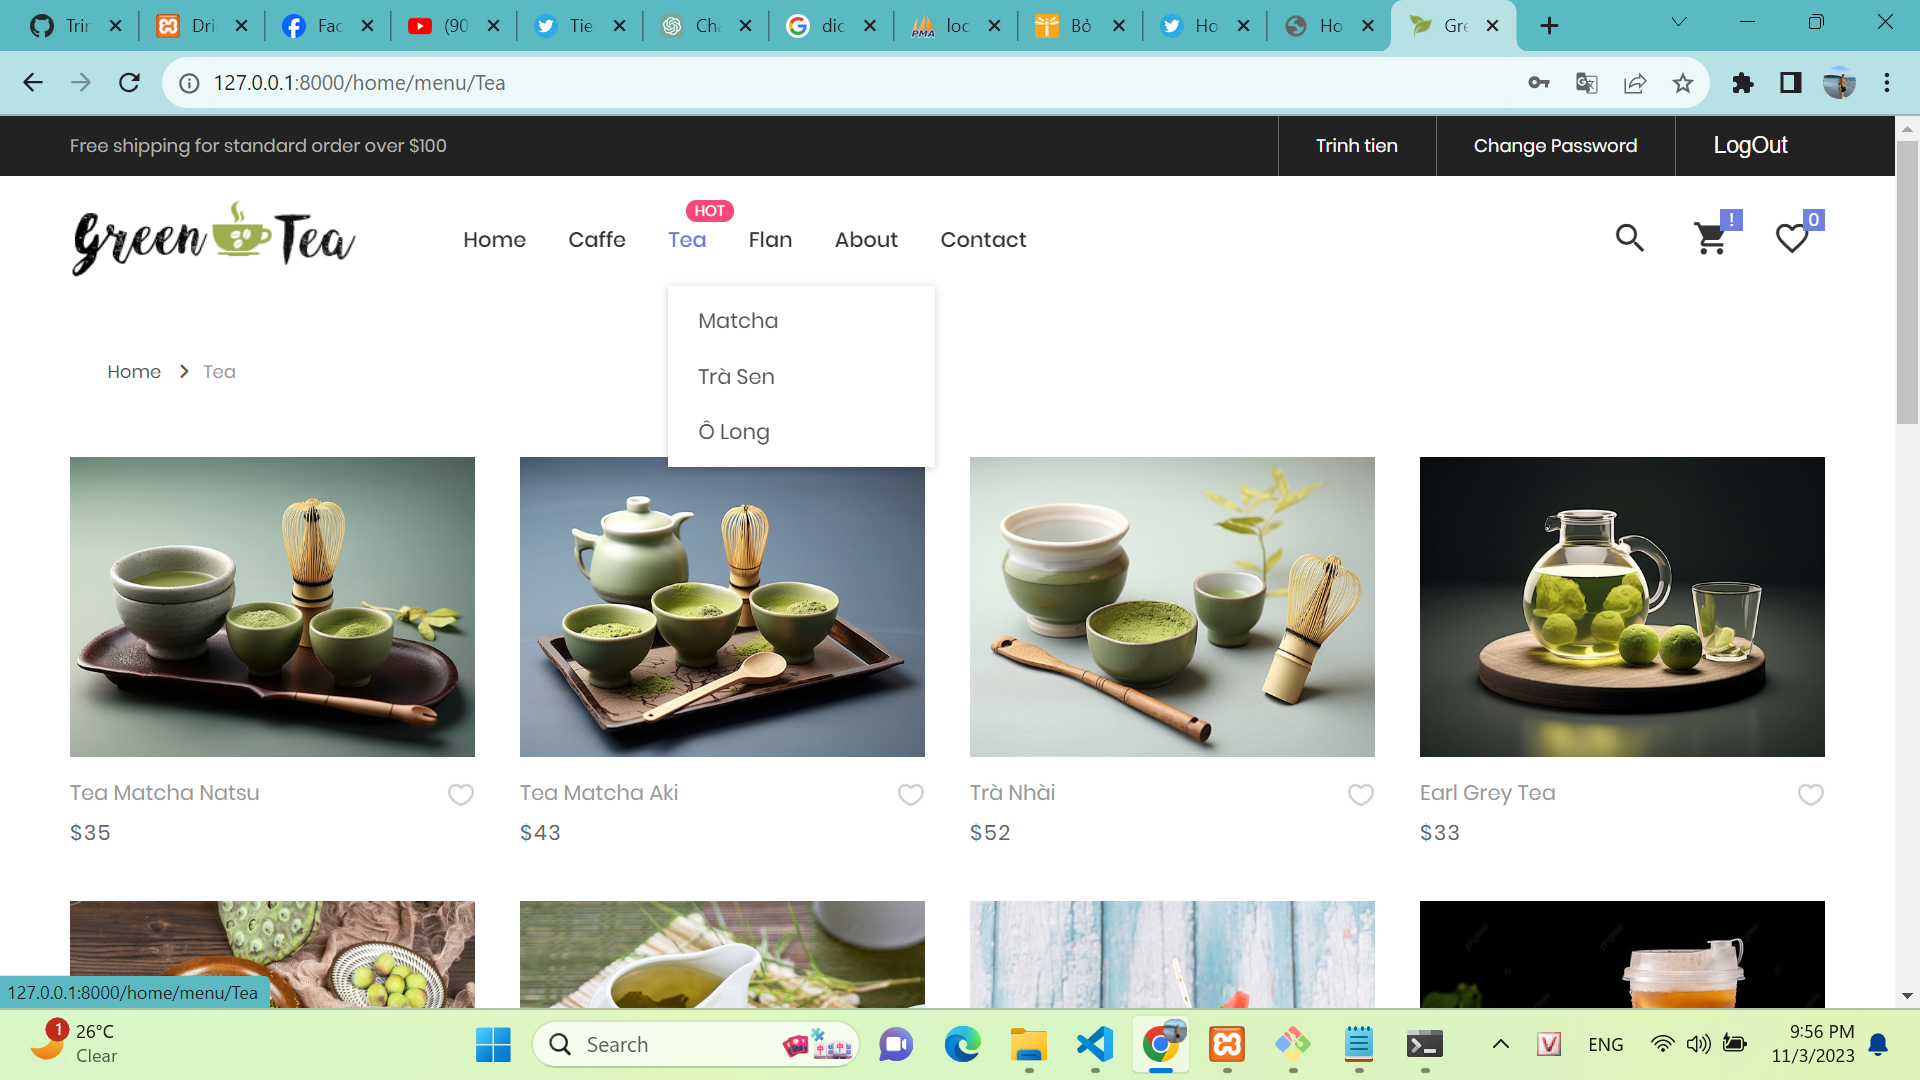 Trir
Dri
Fac
(90
Tie
Cha
dic
loc
Bỏ
Ho
Ho
Gre
127.0.0.1:8000/home/menu/Tea
Free shipping for standard order over $100
Trinh tien
Change Password
LogOut
Green Tea
HOT
Home
Caffe
Tea
Flan
About
Contact
!
0
Matcha
Trà Sen
Ô Long
Home > Tea
Tea Matcha Natsu
Tea Matcha Aki
Trà Nhài
Earl Grey Tea
$35
$43
$52
$33
127.0.0.1:8000/home/menu/Tea
1
26°C
Clear
Search
ENG
9:56 PM
11/3/2023